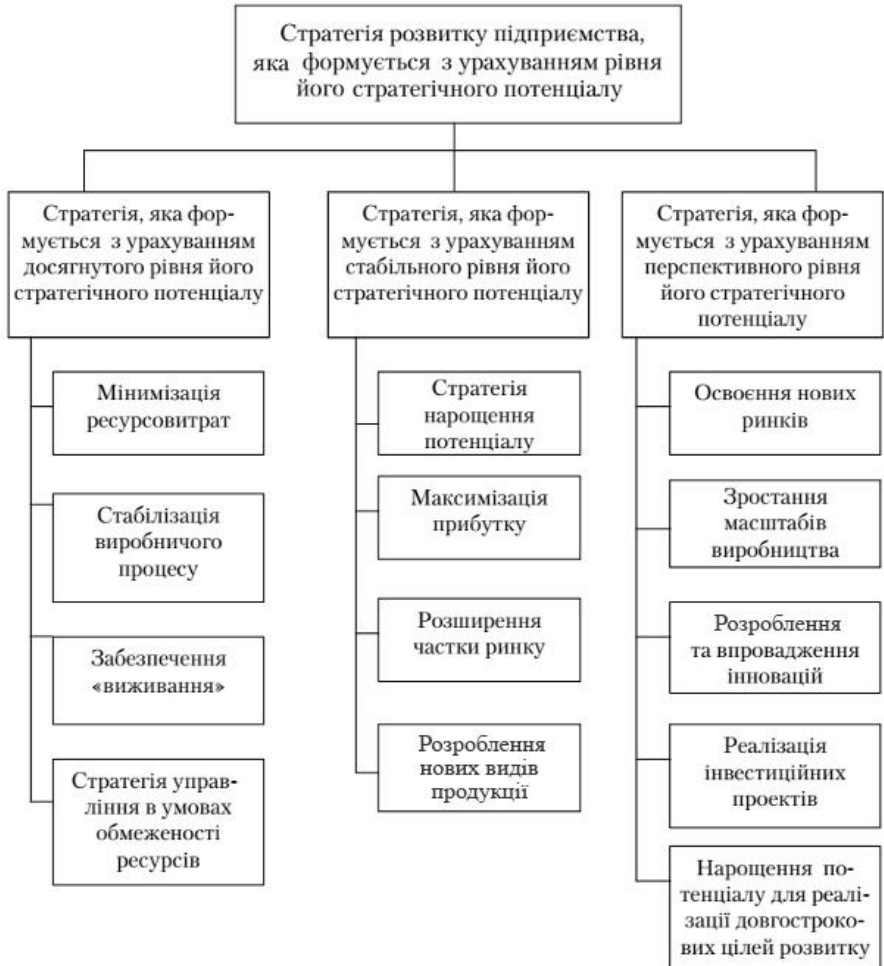 Стратегія розвитку підприємства,
яка формується з урахуванням рівня
його стратегічного потенціалу
Стратегія, яка фор-
мується з урахуванням
досягнутого рівня його
стратегічного потенціалу
Мінімізація
ресурсовитрат
Стабілізація
виробничого
процесу
Забезпечення
«виживання»
Стратегія управ-
ління в умовах
обмеженості
ресурсів
Стратегія, яка фор-
мується з урахуванням
стабільного рівня його
стратегічного потенціалу
Стратегія
нарощення
потенціалу
Максимізація
прибутку
Розширення
частки ринку
Розроблення
нових видів
продукції
Стратегія, яка фор-
мується з урахуванням
перспективного рівня
його стратегічного
потенціалу
Освоєння нових
ринків
Зростання
масштабів
виробництва
Розроблення
та впровадження
інновацій
Реалізація
інвестиційних
проектів
Нарощення по-
тенціалу для реалі-
зації довгостроко-
вих цілей розвитку